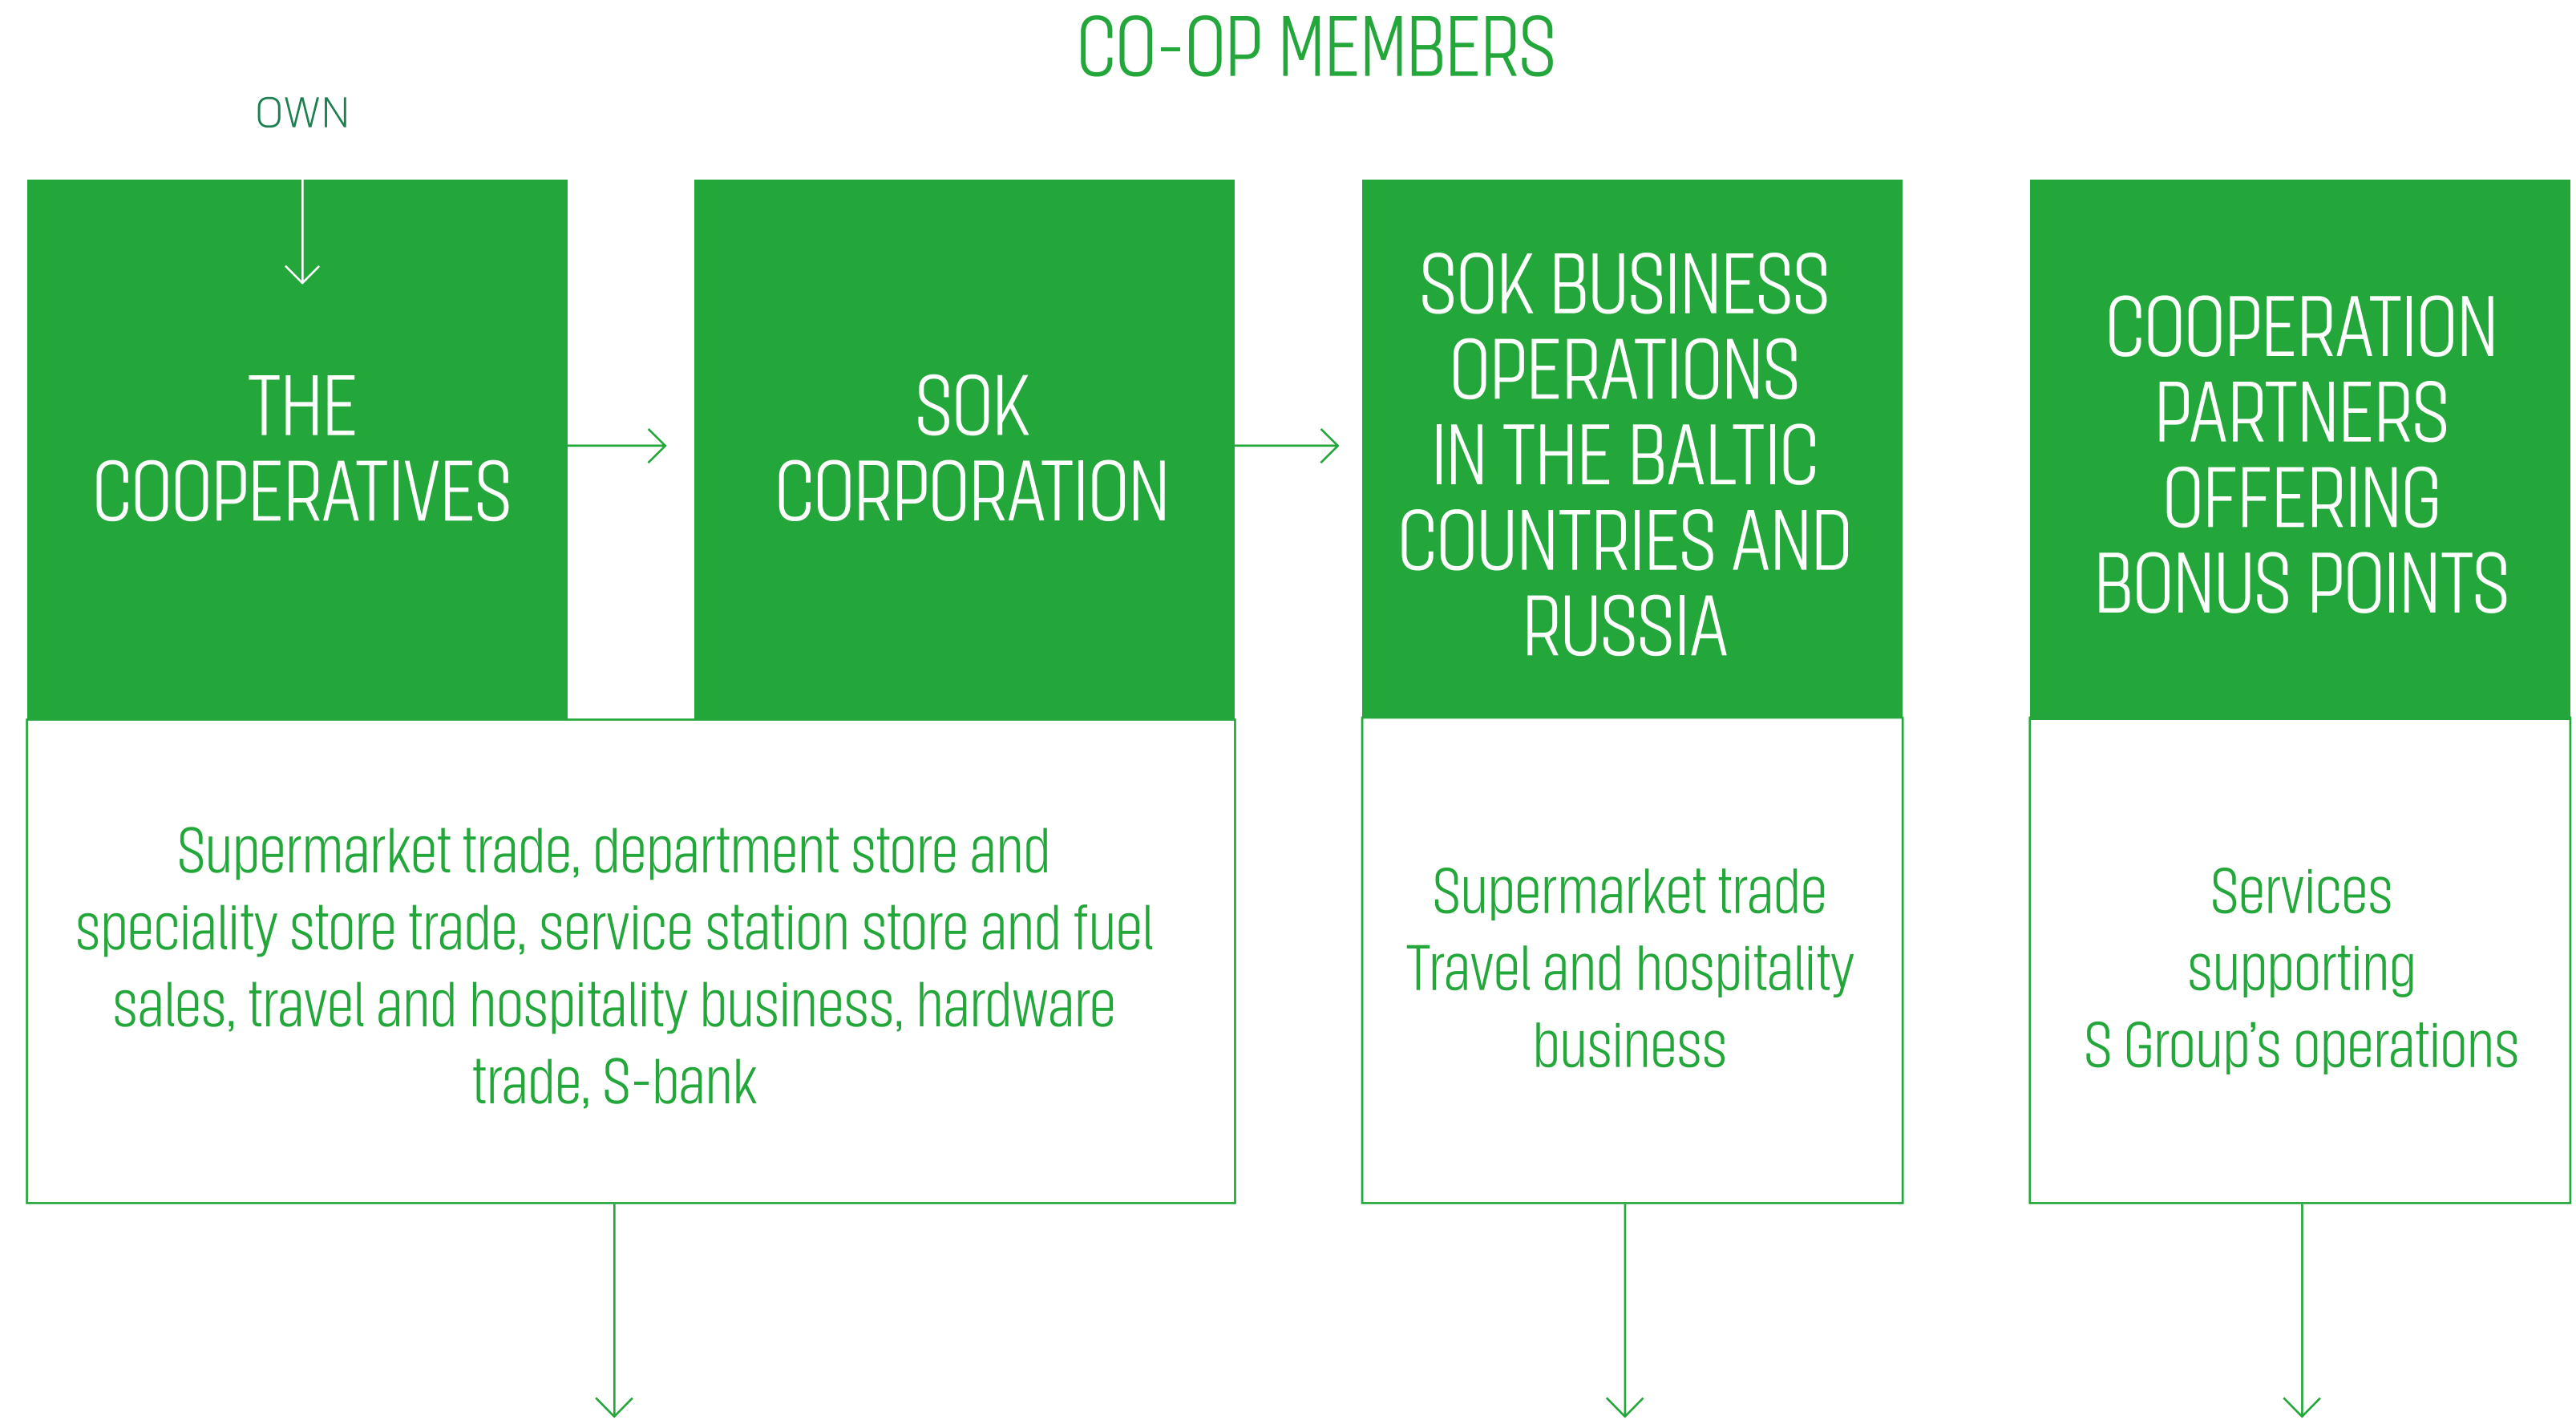 CO-OP MEMBERS
OWN
THE
COOPERATIVES
SOK
CORPORATION
SOK BUSINESS
OPERATIONS
IN THE BALTIC
COUNTRIES AND
RUSSIA
COOPERATION
PARTNERS
OFFERING
BONUS POINTS
Supermarket trade, department store and
speciality store trade, service station store and fuel
sales, travel and hospitality business, hardware
trade, S-bank
Supermarket trade
Travel and hospitality
business
Services
supporting
S Group’s operations